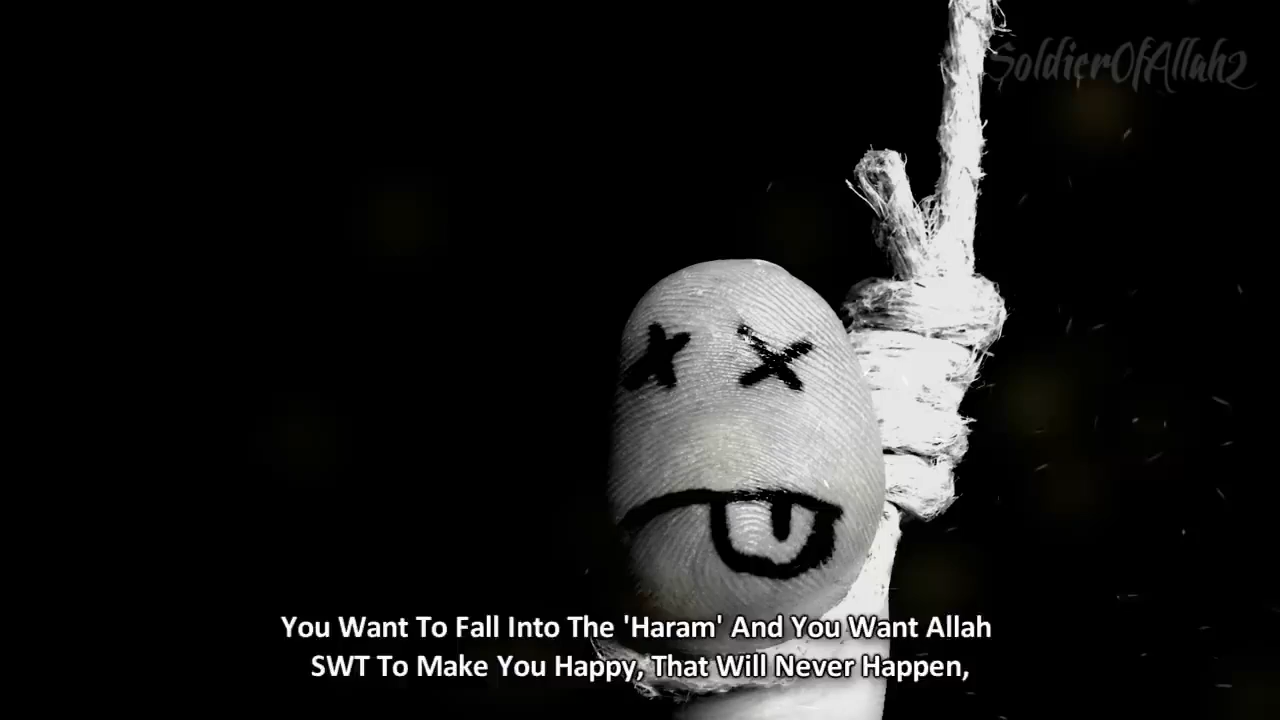 SoldierOfAllah2
You Want To Fall Into The 'Haram' And You Want Allah
SWT To Make You Happy, That Will Never Happen,